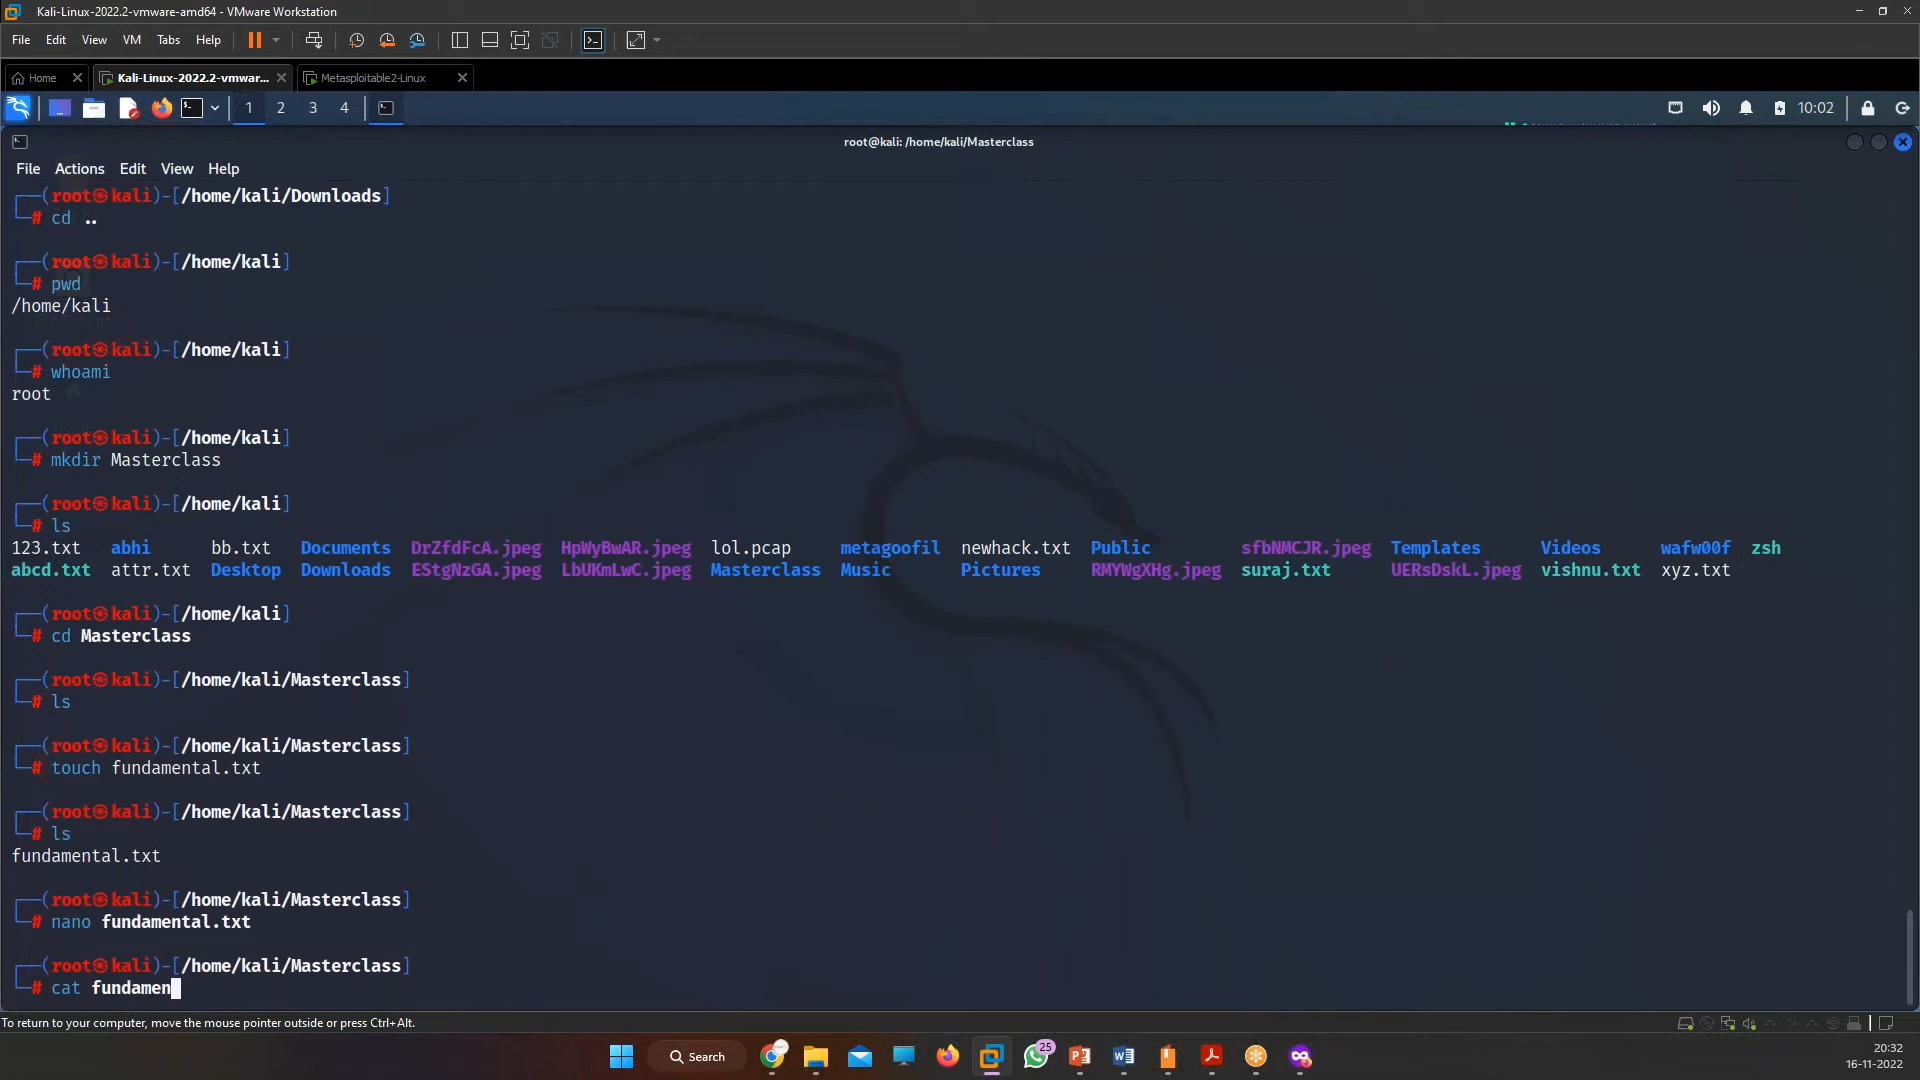 Kali-Linux-2022.2-vmware-amd64 - VMware Workstation
File Edit View VM Tabs Help
Home Kali-Linux-2022.2-vmwar... Metasploitable2-Linux
1 2 3 4 10:02
root@kali: /home/kali/Masterclass
File Actions Edit View Help
┌──(root㉿kali)-[/home/kali/Downloads]
└─# cd ..
┌──(root㉿kali)-[/home/kali]
└─# pwd
/home/kali
┌──(root㉿kali)-[/home/kali]
└─# whoami
root
┌──(root㉿kali)-[/home/kali]
└─# mkdir Masterclass
┌──(root㉿kali)-[/home/kali]
└─# ls
123.txt abhi bb.txt Documents DrZfdFcA.jpeg HpWyBwAR.jpeg lol.pcap metagoofil newhack.txt Public sfbNMCJR.jpeg Templates Videos wafw00f zsh
abcd.txt attr.txt Desktop Downloads EStgNzGA.jpeg LbUKmLwC.jpeg Masterclass Music Pictures RMYWgXHg.jpeg suraj.txt UERsDskL.jpeg vishnu.txt xyz.txt
┌──(root㉿kali)-[/home/kali]
└─# cd Masterclass
┌──(root㉿kali)-[/home/kali/Masterclass]
└─# ls
┌──(root㉿kali)-[/home/kali/Masterclass]
└─# touch fundamental.txt
┌──(root㉿kali)-[/home/kali/Masterclass]
└─# ls
fundamental.txt
┌──(root㉿kali)-[/home/kali/Masterclass]
└─# nano fundamental.txt
┌──(root㉿kali)-[/home/kali/Masterclass]
└─# cat fundamen
To return to your computer, move the mouse pointer outside or press Ctrl+Alt.
Search 25 20:32
16-11-2022